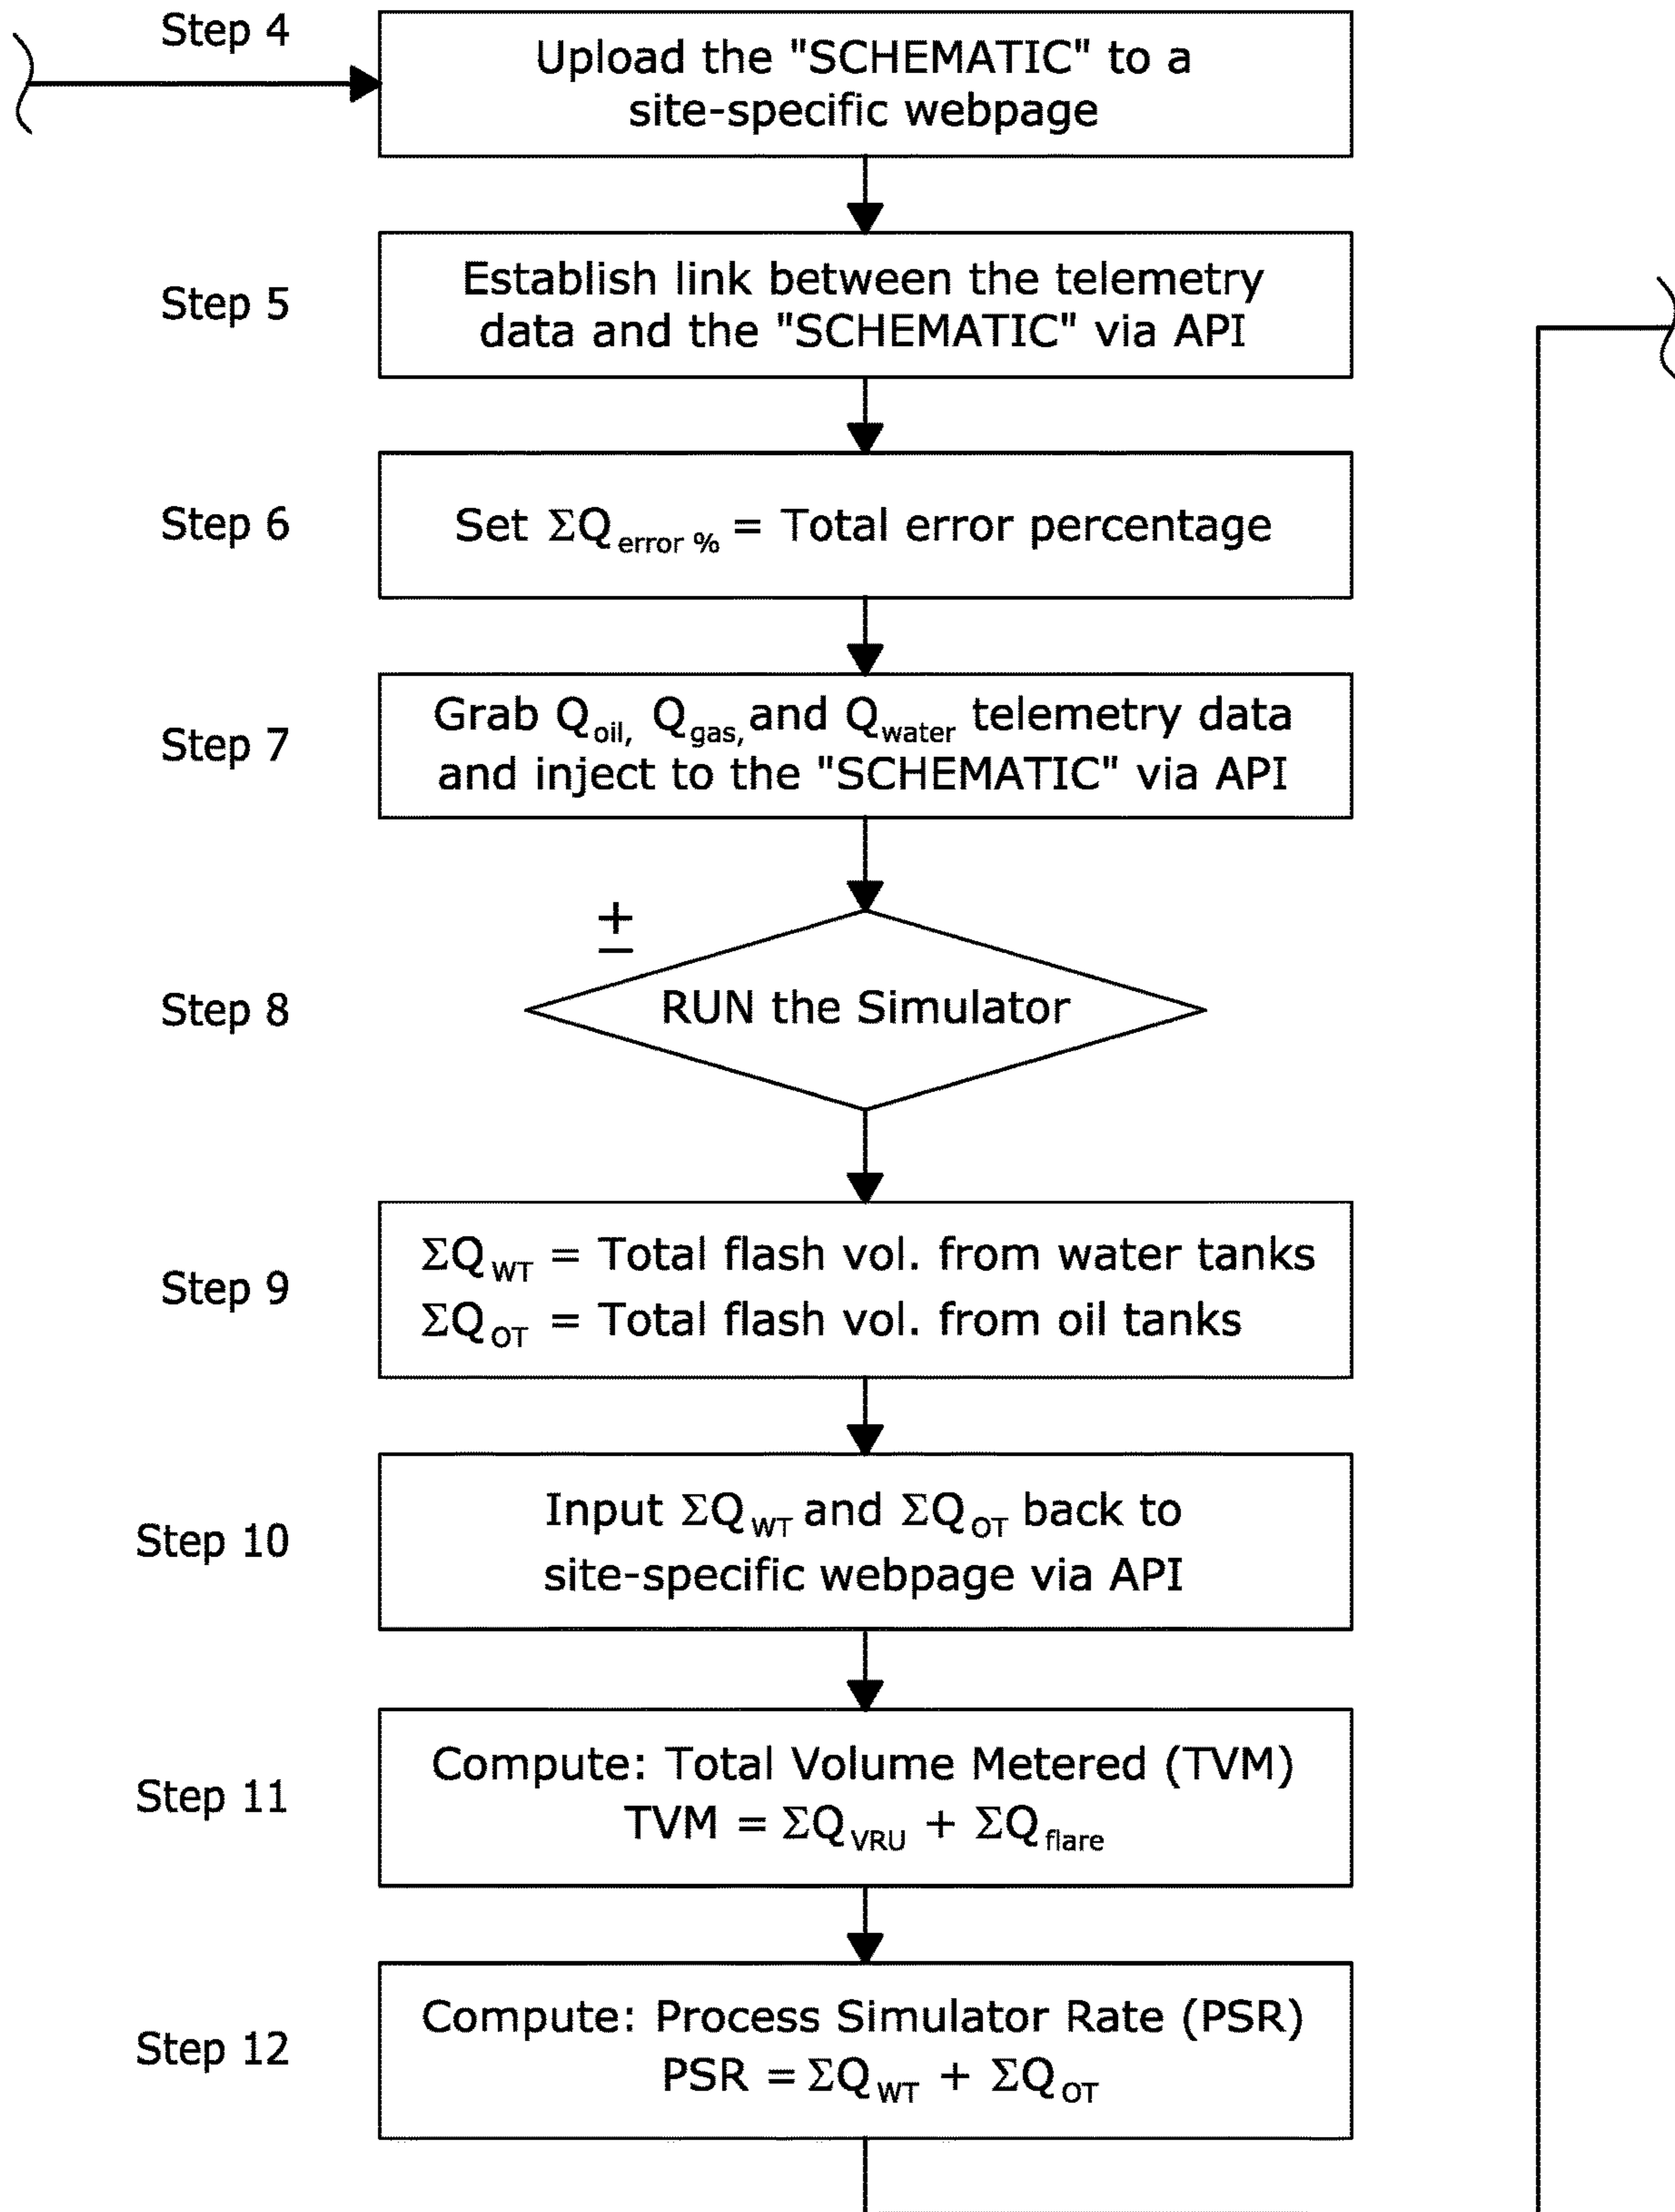 Step 4
Upload the "SCHEMATIC" to a
site-specific webpage
Step 5
Establish link between the telemetry
data and the "SCHEMATIC" via API
Step 6
Set ΣQerror % = Total error percentage
Step 7
Grab Qoil, Qgas, and Qwater telemetry data
and inject to the "SCHEMATIC" via API
±
Step 8
RUN the Simulator
Step 9
ΣQWT = Total flash vol. from water tanks
ΣQOT = Total flash vol. from oil tanks
Step 10
Input ΣQWT and ΣQOT back to
site-specific webpage via API
Step 11
Compute: Total Volume Metered (TVM)
TVM = ΣQVRU + ΣQflare
Step 12
Compute: Process Simulator Rate (PSR)
PSR = ΣQWT + ΣQOT